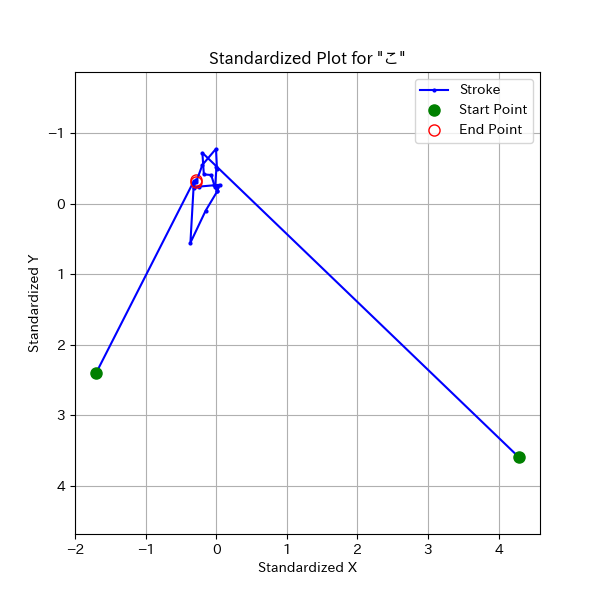 Standardized Plot for "こ"
Stroke
Start Point
End Point
−1
0
1
2
3
4
Standardized Y
−2 −1 0 1 2 3 4
Standardized X